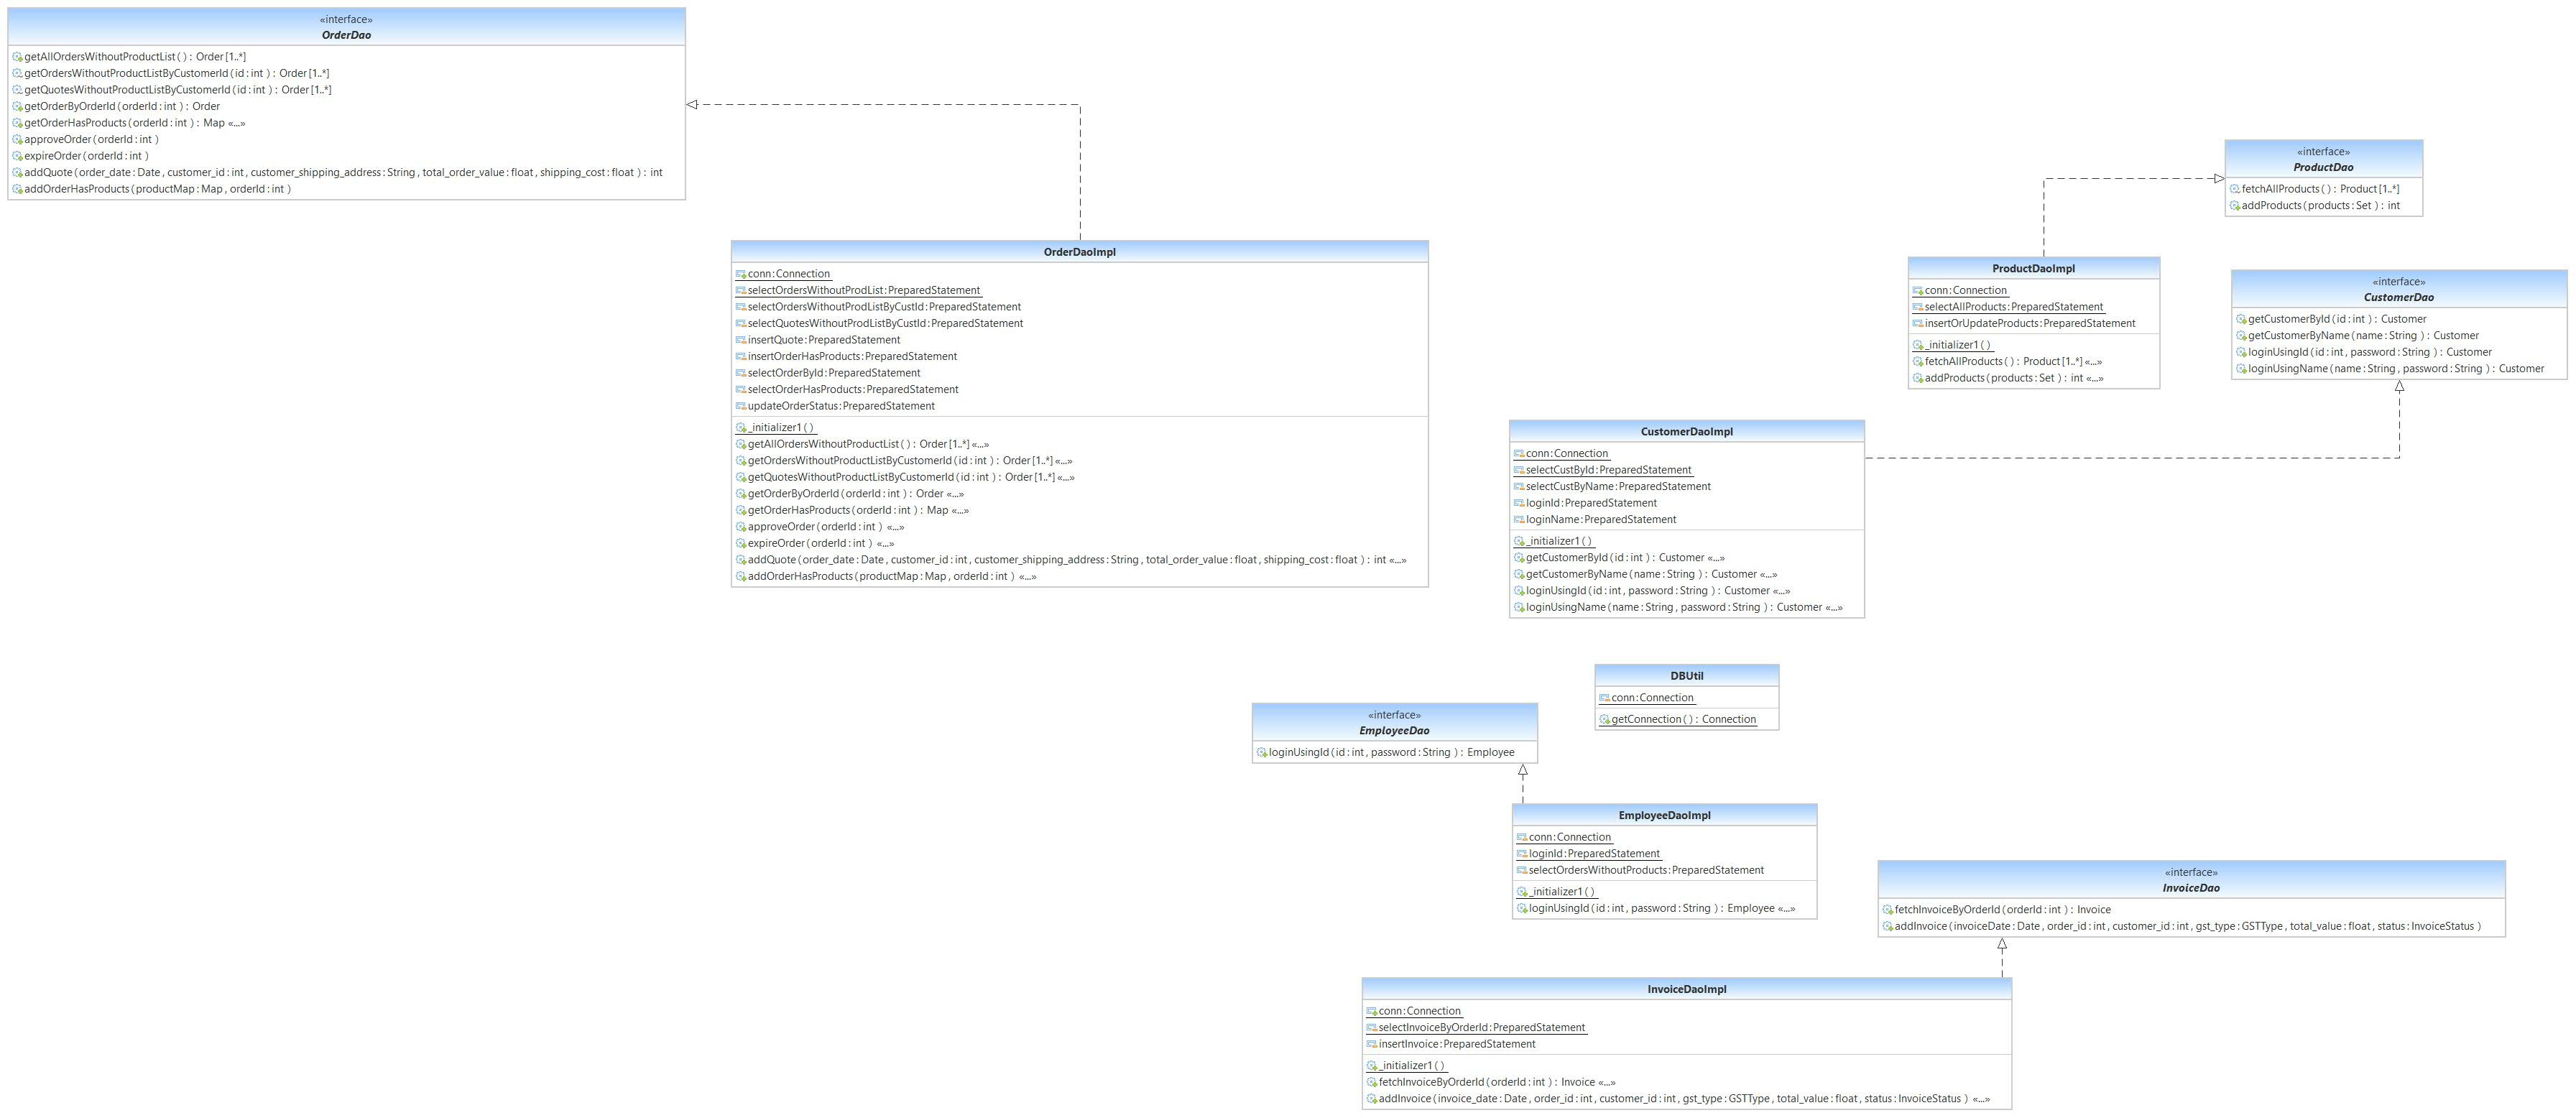 «interface»
OrderDao
getAllOrdersWithoutProductList(): Order[1..*]
getOrdersWithoutProductListByCustomerId(id:int): Order[1..*]
getQuotesWithoutProductListByCustomerId(id:int): Order[1..*]
getOrderByOrderId(orderId:int): Order
getOrderHasProducts(orderId:int): Map «...»
approveOrder(orderId:int)
expireOrder(orderId:int)
addQuote(order_date:Date, customer_id:int, customer_shipping_address:String, total_order_value:float, shipping_cost:float): int
addOrderHasProducts(productMap:Map, orderId:int)
OrderDaoImpl
conn:Connection
selectOrdersWithoutProdList:PreparedStatement
selectOrdersWithoutProdListByCustId:PreparedStatement
selectQuotesWithoutProdListByCustId:PreparedStatement
insertQuote:PreparedStatement
insertOrderHasProducts:PreparedStatement
selectOrderById:PreparedStatement
selectOrderHasProducts:PreparedStatement
updateOrderStatus:PreparedStatement
_initializer1()
getAllOrdersWithoutProductList(): Order[1..*] «...»
getOrdersWithoutProductListByCustomerId(id:int): Order[1..*] «...»
getQuotesWithoutProductListByCustomerId(id:int): Order[1..*] «...»
getOrderByOrderId(orderId:int): Order «...»
getOrderHasProducts(orderId:int): Map «...»
approveOrder(orderId:int) «...»
expireOrder(orderId:int) «...»
addQuote(order_date:Date, customer_id:int, customer_shipping_address:String, total_order_value:float, shipping_cost:float): int «...»
addOrderHasProducts(productMap:Map, orderId:int) «...»
«interface»
ProductDao
fetchAllProducts(): Product[1..*]
addProducts(products:Set): int
ProductDaoImpl
conn:Connection
selectAllProducts:PreparedStatement
insertOrUpdateProducts:PreparedStatement
_initializer1()
fetchAllProducts(): Product[1..*] «...»
addProducts(products:Set): int «...»
«interface»
CustomerDao
getCustomerById(id:int): Customer
getCustomerByName(name:String): Customer
loginUsingId(id:int, password:String): Customer
loginUsingName(name:String, password:String): Customer
CustomerDaoImpl
conn:Connection
selectCustById:PreparedStatement
selectCustByName:PreparedStatement
loginId:PreparedStatement
loginName:PreparedStatement
_initializer1()
getCustomerById(id:int): Customer «...»
getCustomerByName(name:String): Customer «...»
loginUsingId(id:int, password:String): Customer «...»
loginUsingName(name:String, password:String): Customer «...»
DBUtil
conn:Connection
getConnection(): Connection
«interface»
EmployeeDao
loginUsingId(id:int, password:String): Employee
EmployeeDaoImpl
conn:Connection
loginId:PreparedStatement
selectOrdersWithoutProducts:PreparedStatement
_initializer1()
loginUsingId(id:int, password:String): Employee «...»
«interface»
InvoiceDao
fetchInvoiceByOrderId(orderId:int): Invoice
addInvoice(invoiceDate:Date, order_id:int, customer_id:int, gst_type:GSTType, total_value:float, status:InvoiceStatus)
InvoiceDaoImpl
conn:Connection
selectInvoiceByOrderId:PreparedStatement
insertInvoice:PreparedStatement
_initializer1()
fetchInvoiceByOrderId(orderId:int): Invoice «...»
addInvoice(invoice_date:Date, order_id:int, customer_id:int, gst_type:GSTType, total_value:float, status:InvoiceStatus) «...»